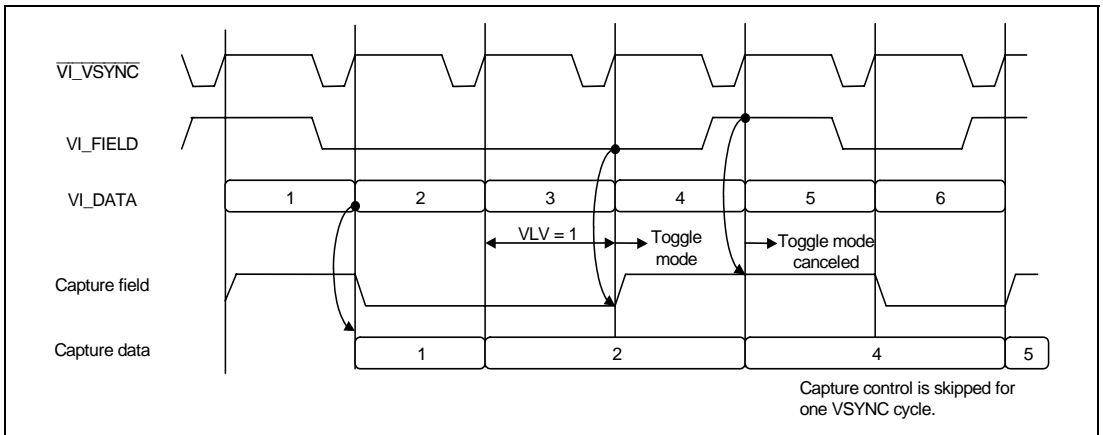 VI_VSYNC
VI_FIELD
VI_DATA
1 2 3 4 5 6
VLV = 1
Toggle
mode
Toggle mode
canceled
Capture field
Capture data
1 2 4 5
Capture control is skipped for
one VSYNC cycle.